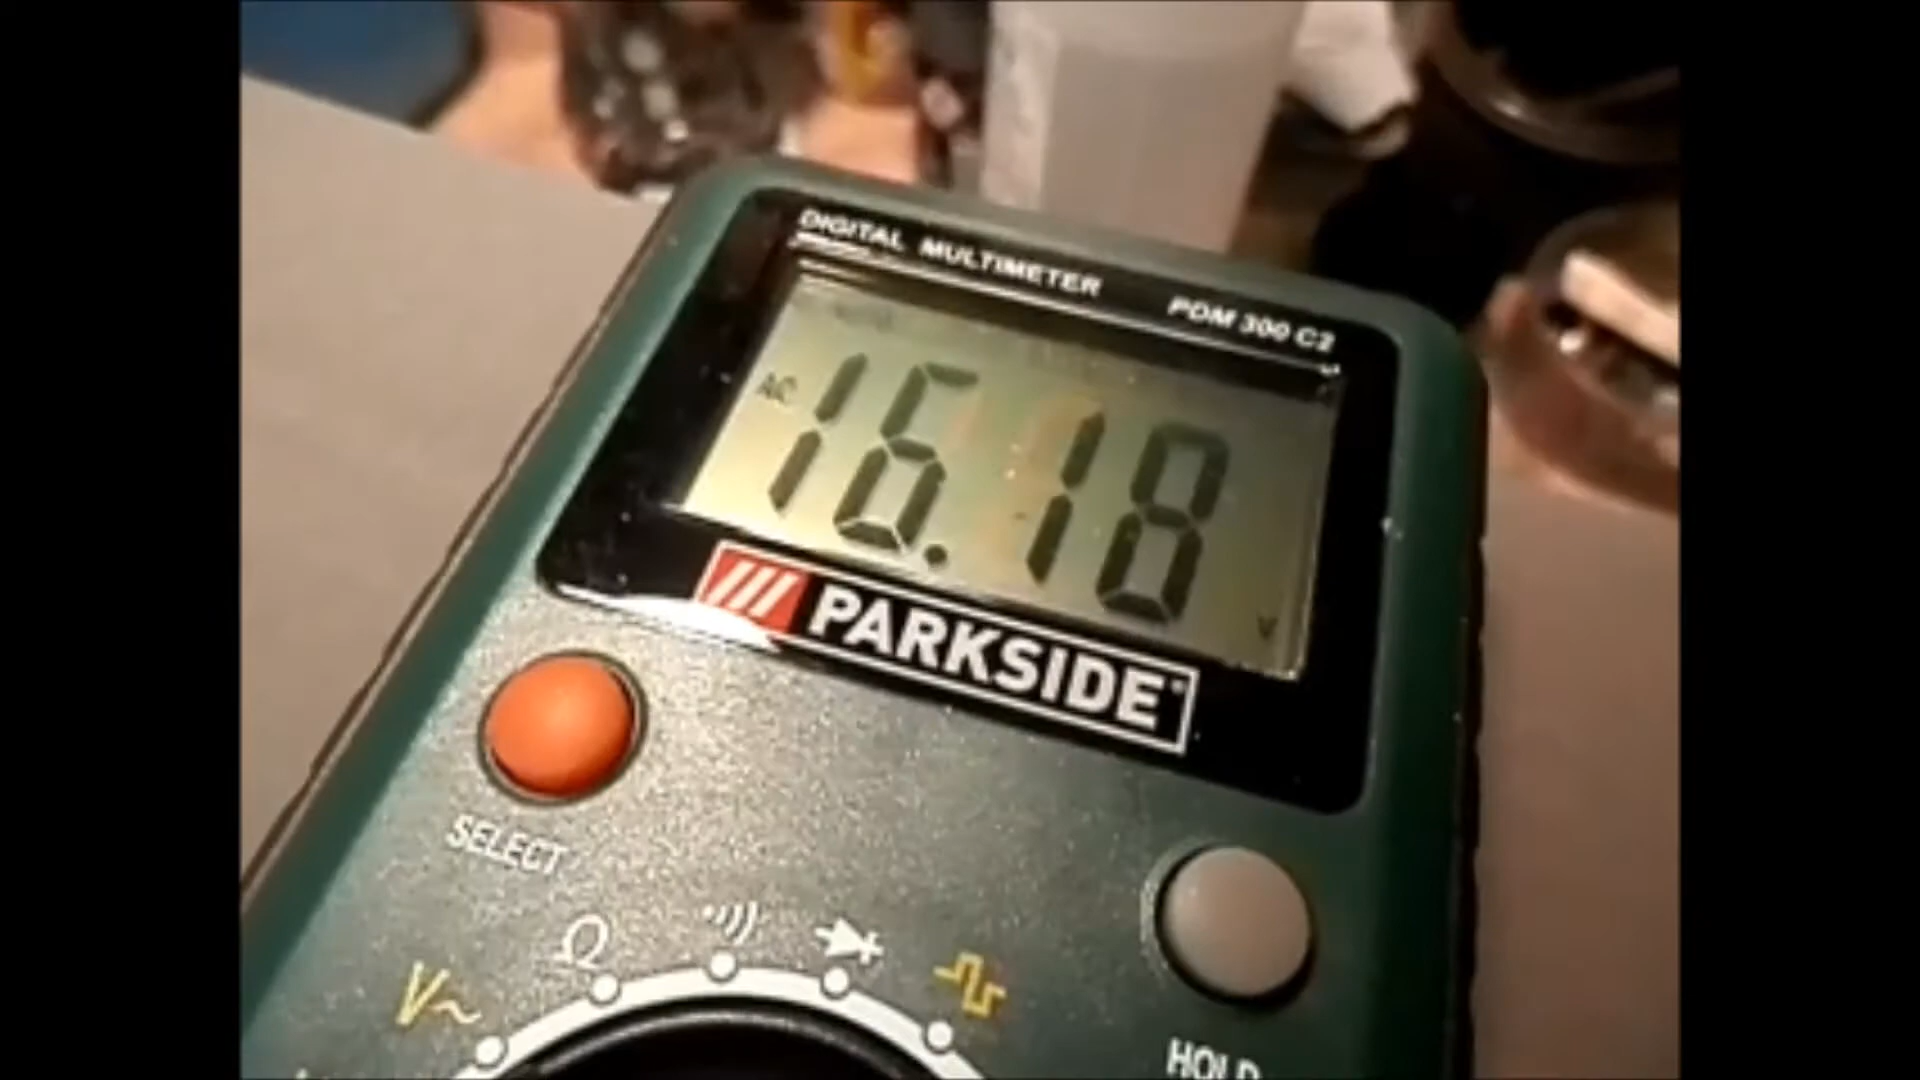 DIGITAL MULTIMETER PDM 300 C2
AC 16.18 V
PARKSIDE®
SELECT
V~ Ω
HOLD